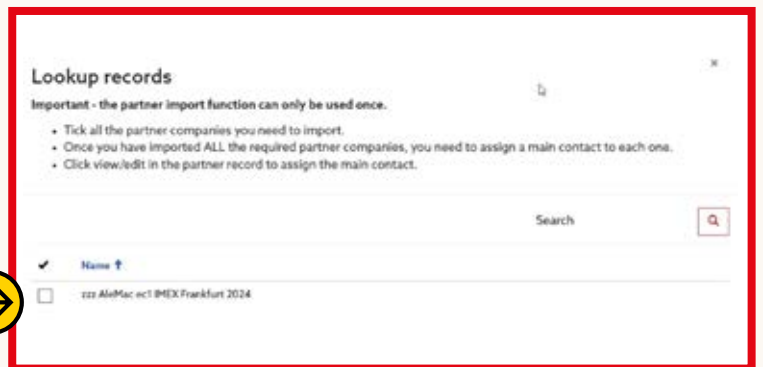 Lookup records
Important - the partner import function can only be used once.
• Tick all the partner companies you need to import.
• Once you have imported ALL the required partner companies, you need to assign a main contact to each one.
• Click view/edit in the partner record to assign the main contact.
Search
Name ↑
zzz AleMac ec1 IMEX Frankfurt 2024